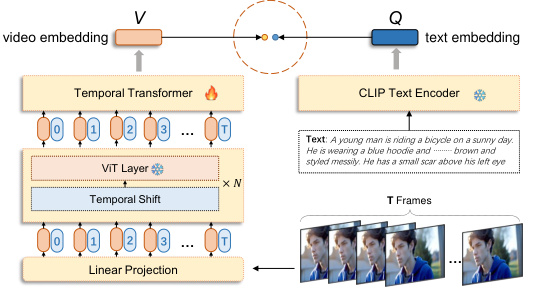 V
Q
video embedding
text embedding
Temporal Transformer
CLIP Text Encoder
0 1 2 3 ... T
Text: A young man is riding a bicycle on a sunny day.
He is wearing a blue hoodie and ········ brown and
styled messily. He has a small scar above his left eye
ViT Layer
× N
Temporal Shift
T Frames
0 1 2 3 ... T
...
Linear Projection